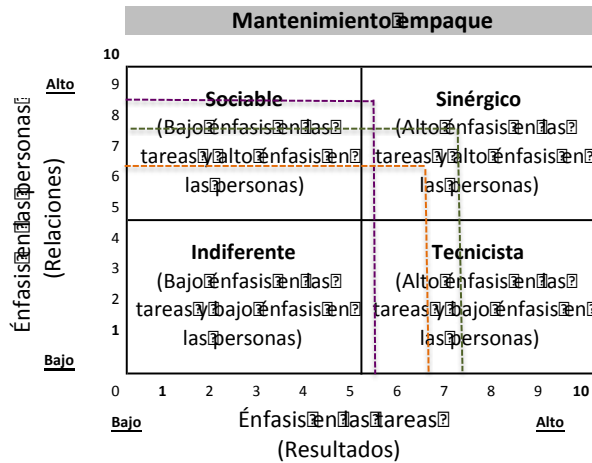 Mantenimiento empaque
10
9
8
7
6
5
4
3
2
1
Alto
Bajo
Énfasis en las personas
(Relaciones)
Sociable
(Bajo énfasis en las
tareas y alto énfasis en
las personas)
Sinérgico
(Alto énfasis en las
tareas y alto énfasis en
las personas)
Indiferente
(Bajo énfasis en las
tareas y bajo énfasis en
las personas)
Tecnicista
(Alto énfasis en las
tareas y bajo énfasis en
las personas)
0 1 2 3 4 5 6 7 8 9 10
Bajo
Énfasis en las tareas
Alto
(Resultados)